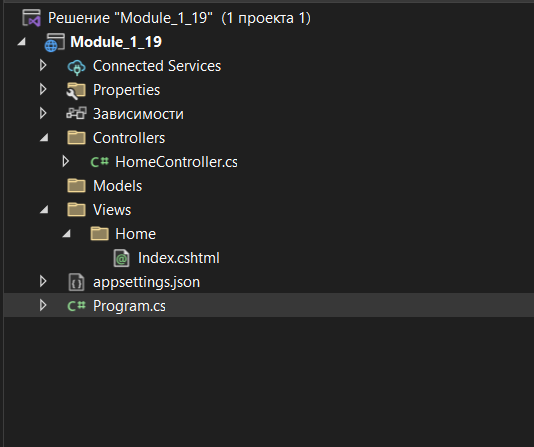 Решение "Module_1_19" (1 проекта 1)
Module_1_19
Connected Services
Properties
Зависимости
Controllers
C# HomeController.cs
Models
Views
Home
Index.cshtml
appsettings.json
C# Program.cs